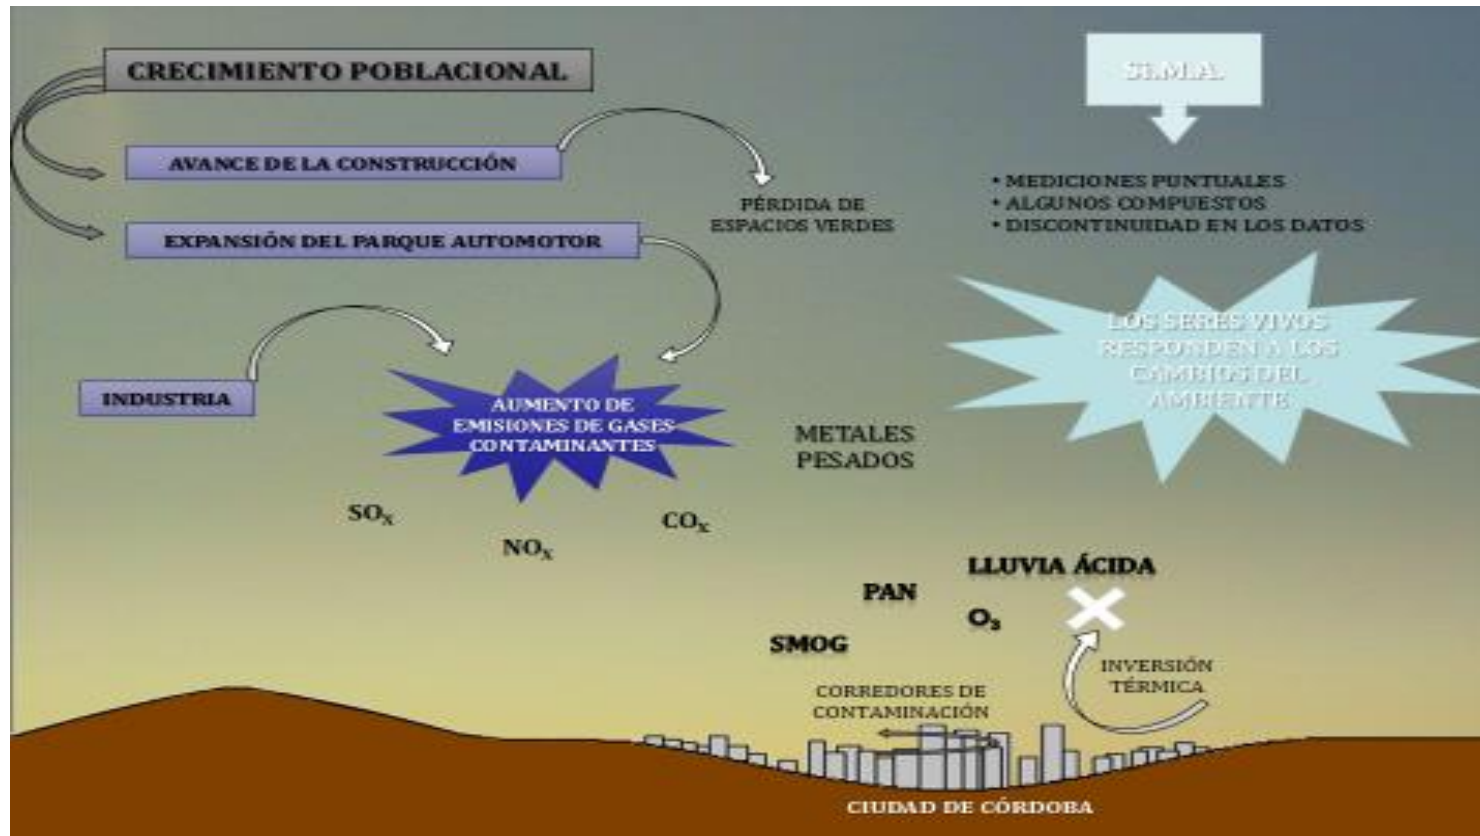 CRECIMIENTO POBLACIONAL
AVANCE DE LA CONSTRUCCIÓN
EXPANSIÓN DEL PARQUE AUTOMOTOR
PÉRDIDA DE
ESPACIOS VERDES
INDUSTRIA
AUMENTO DE
EMISIONES DE GASES
CONTAMINANTES
SOX
NOX
COX
METALES
PESADOS
Si.M.A.
• MEDICIONES PUNTUALES
• ALGUNOS COMPUESTOS
• DISCONTINUIDAD EN LOS DATOS
LOS SERES VIVOS
RESPONDEN A LOS
CAMBIOS DEL
AMBIENTE
LLUVIA ÁCIDA
PAN
O3
SMOG
INVERSIÓN
TÉRMICA
CORREDORES DE
CONTAMINACIÓN
CIUDAD DE CÓRDOBA